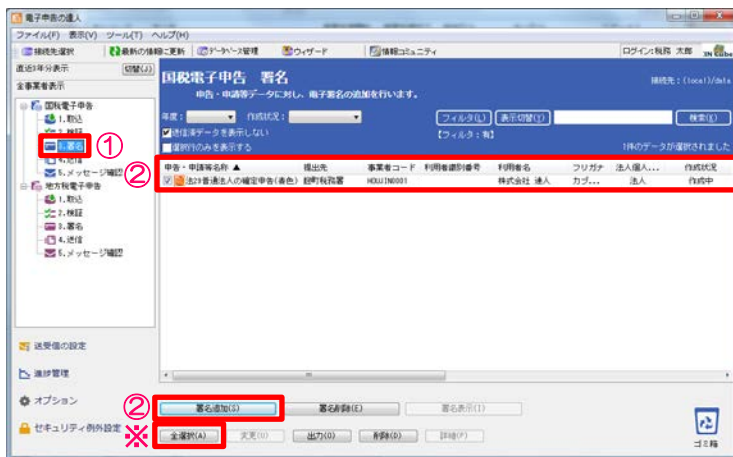 電子申告の達人
ファイル(F) 表示(V) ツール(T) ヘルプ(H)
接続先選択 最新の情報に更新 データベース管理 ウィザード 情報コミュニティ ログイン:税務 太郎
直近3年分表示 切替(J)
全事業者表示
国税電子申告
1.取込
2.検証
3.署名 ①
4.送信
5.メッセージ確認
地方税電子申告
1.取込
2.検証
3.署名
4.送信
5.メッセージ確認
送受信の設定
進捗管理
オプション
セキュリティ例外設定
国税電子申告 署名
接続先:(local)/data
申告・申請等データに対し、電子署名の追加を行います。
年度: 作成状況: フィルタ(L) 表示切替(Y) 検索(K)
送信済データを表示しない 【フィルタ:有】
選択行のみを表示する 1件のデータが選択されました
② 申告・申請等名称 ▲ 提出先 事業者コード 利用者識別番号 利用者名 フリガナ 法人個人... 作成状況
法29普通法人の確定申告(青色) 麹町税務署 HOUJIN0001 株式会社 達人 カブ... 法人 作成中
② 署名追加(S) 署名削除(E) 署名表示(I)
※ 全選択(A) 変更(U) 出力(O) 削除(D) 詳細(P)
ゴミ箱